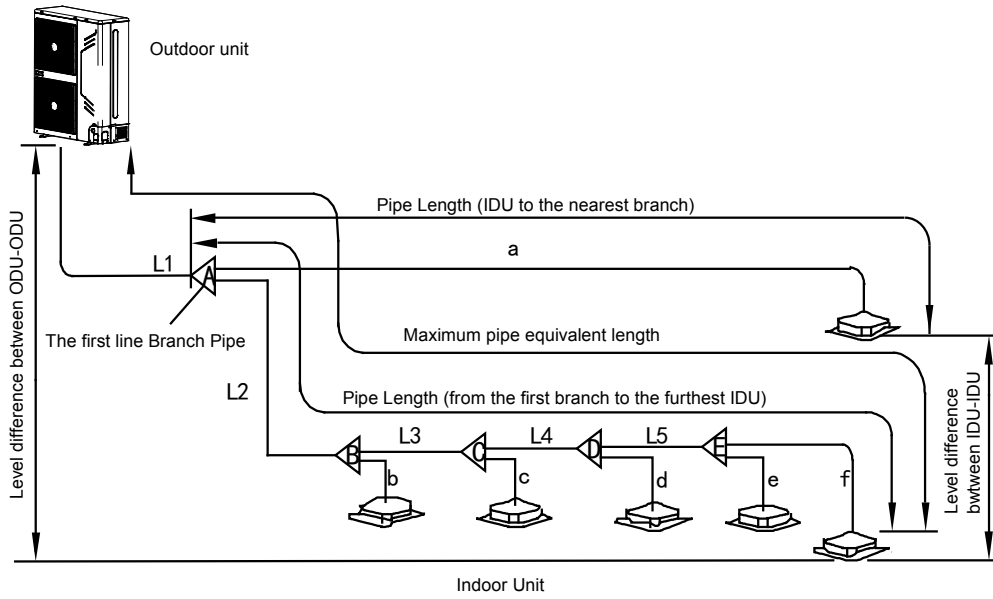 Outdoor unit
Pipe Length (IDU to the nearest branch)
a
L1
A
The first line Branch Pipe
Maximum pipe equivalent length
Level difference between ODU-ODU
L2
Pipe Length (from the first branch to the furthest IDU)
L3
L4
L5
B
C
D
E
b
c
d
e
f
Level difference
bwtween IDU-IDU
Indoor Unit